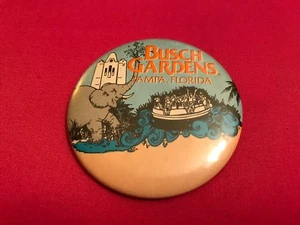 BUSCH
GARDENS
TAMPA, FLORIDA